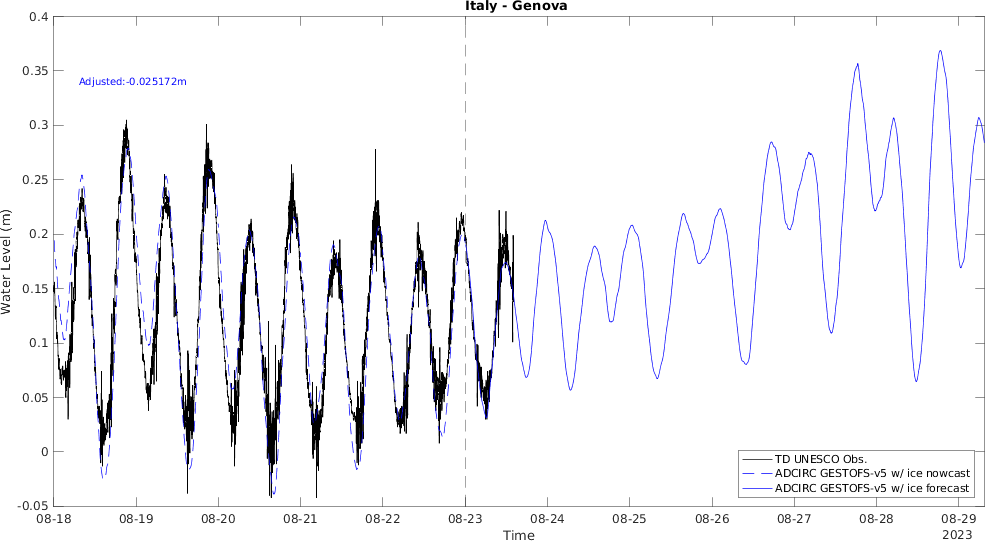 Italy - Genova
0.4
0.35
0.3
0.25
0.2
0.15
0.1
0.05
0
-0.05
Water Level (m)
Adjusted:-0.025172m
TD UNESCO Obs.
ADCIRC GESTOFS-v5 w/ ice nowcast
ADCIRC GESTOFS-v5 w/ ice forecast
08-18 08-19 08-20 08-21 08-22 08-23 08-24 08-25 08-26 08-27 08-28 08-29
Time
2023